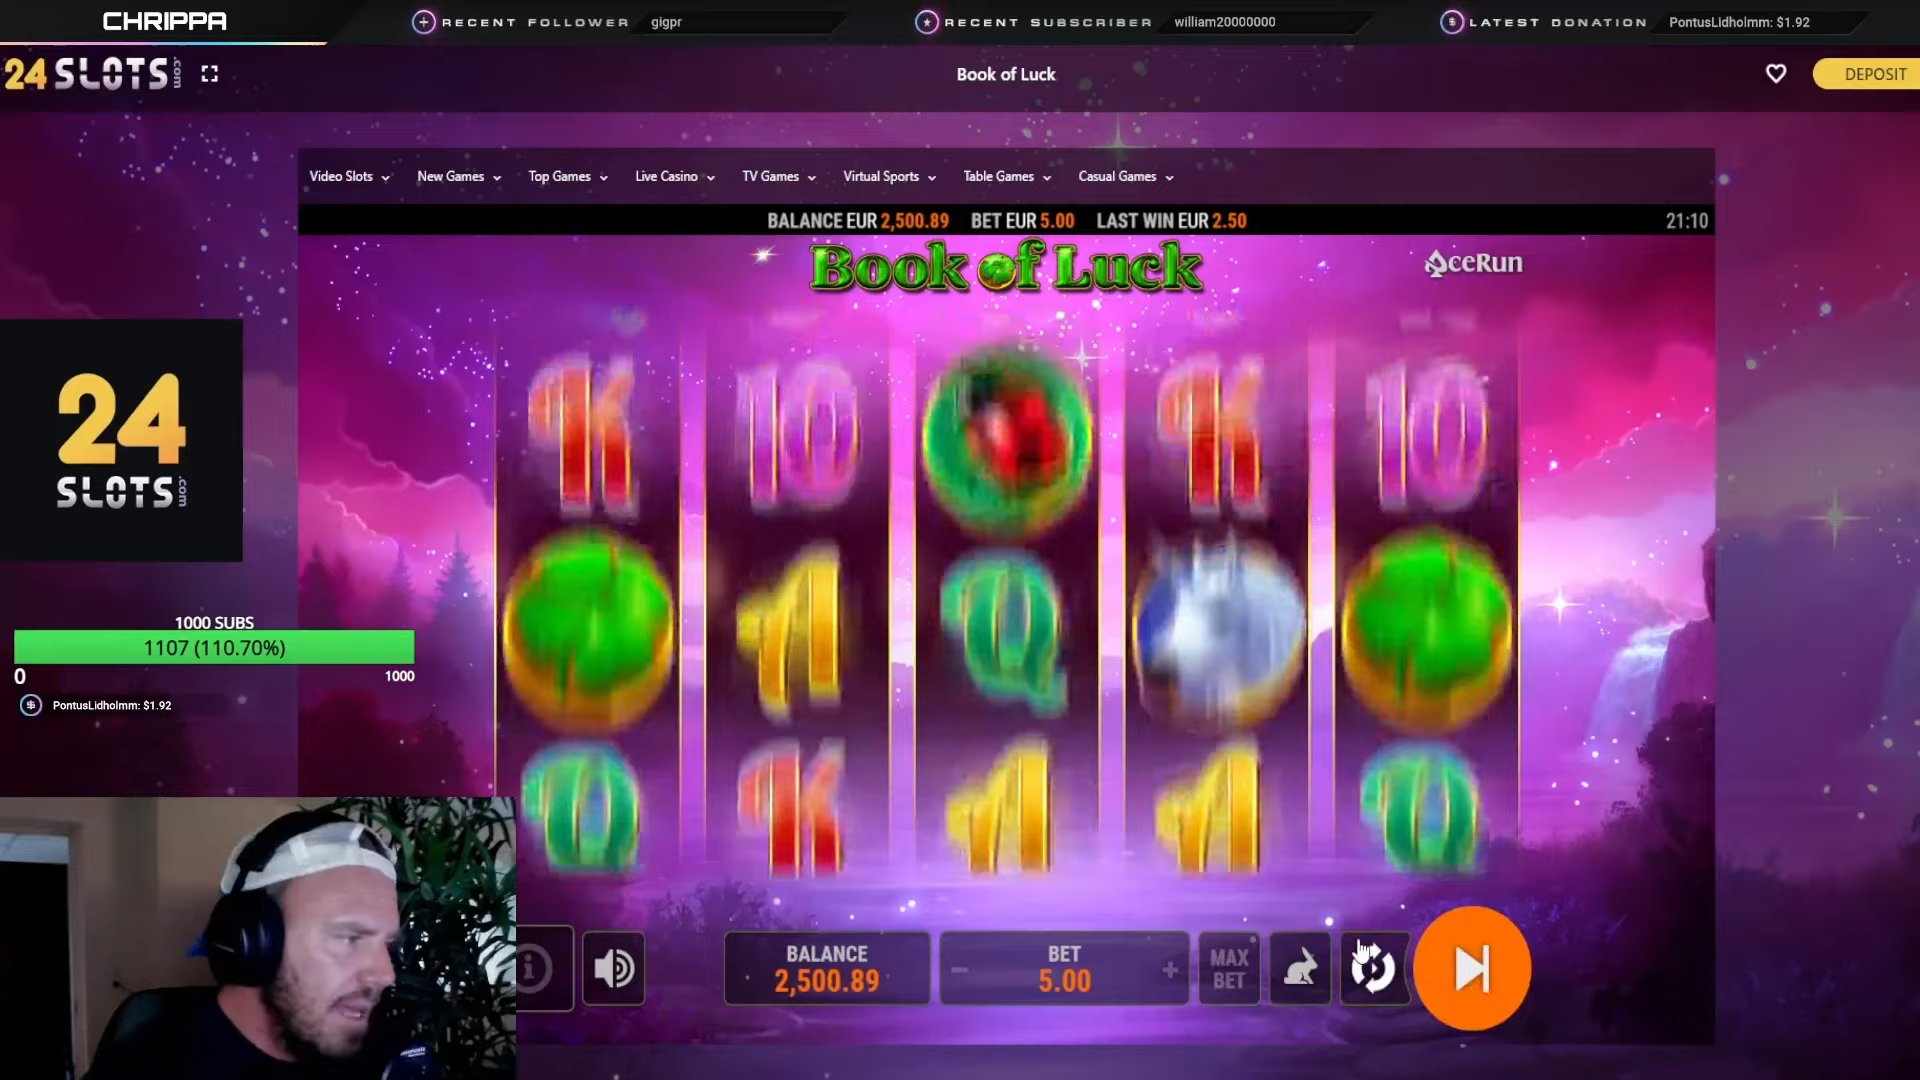 CHRIPPA
RECENT FOLLOWER gigpr
RECENT SUBSCRIBER william20000000
LATEST DONATION PontusLidholmm: $1.92
24 SLOTS .com
Book of Luck
DEPOSIT
Video Slots
New Games
Top Games
Live Casino
TV Games
Virtual Sports
Table Games
Casual Games
BALANCE EUR 2,500.89 BET EUR 5.00 LAST WIN EUR 2.50
21:10
Book of Luck
AceRun
K 10 K 10
24
SLOTS .com
A Q
1000 SUBS
1107 (110.70%)
0 1000
PontusLidholmm: $1.92
Q K A A Q
BALANCE
2,500.89
BET
5.00
MAX
BET